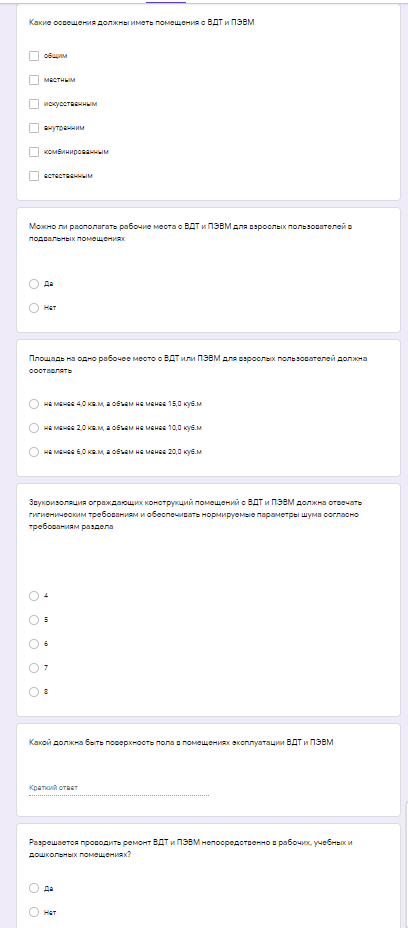 Какие освещения должны иметь помещения с ВДТ и ПЭВМ
общим
местным
искусственным
внутренним
комбинированным
естественным
Можно ли располагать рабочие места с ВДТ и ПЭВМ для взрослых пользователей в
подвальных помещениях
Да
Нет
Площадь на одно рабочее место с ВДТ или ПЭВМ для взрослых пользователей должна
составлять
не менее 4,0 кв.м, а объем не менее 15,0 куб.м
не менее 2,0 кв.м, а объем не менее 10,0 куб.м
не менее 6,0 кв.м, а объем не менее 20,0 куб.м
Звукоизоляция ограждающих конструкций помещений с ВДТ и ПЭВМ должна отвечать
гигиеническим требованиям и обеспечивать нормируемые параметры шума согласно
требованиям раздела
4
5
6
7
8
Какой должна быть поверхность пола в помещениях эксплуатации ВДТ и ПЭВМ
Краткий ответ
Разрешается проводить ремонт ВДТ и ПЭВМ непосредственно в рабочих, учебных и
дошкольных помещениях?
Да
Нет